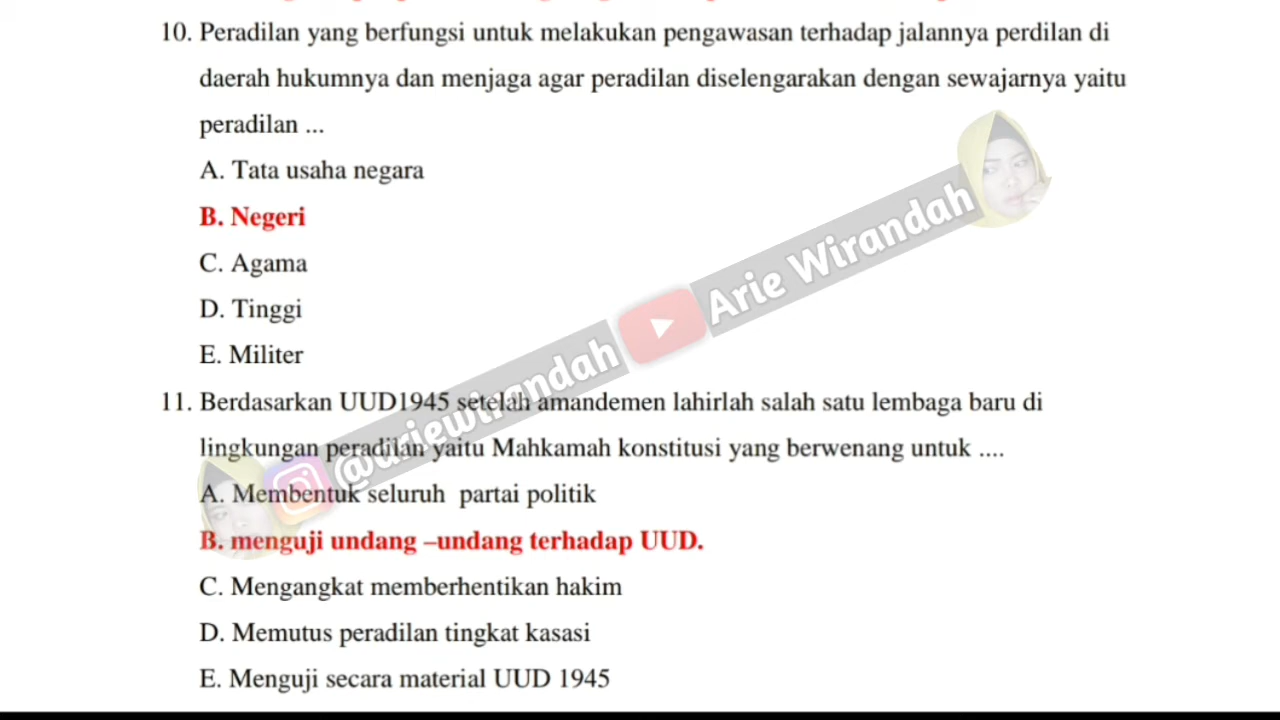 10. Peradilan yang berfungsi untuk melakukan pengawasan terhadap jalannya perdilan di
daerah hukumnya dan menjaga agar peradilan diselengarakan dengan sewajarnya yaitu
peradilan ...
A. Tata usaha negara
B. Negeri
C. Agama
D. Tinggi
E. Militer
11. Berdasarkan UUD1945 setelah amandemen lahirlah salah satu lembaga baru di
lingkungan peradilan yaitu Mahkamah konstitusi yang berwenang untuk ....
A. Membentuk seluruh partai politik
B. menguji undang –undang terhadap UUD.
C. Mengangkat memberhentikan hakim
D. Memutus peradilan tingkat kasasi
E. Menguji secara material UUD 1945
@ariewirandah
Arie Wirandah